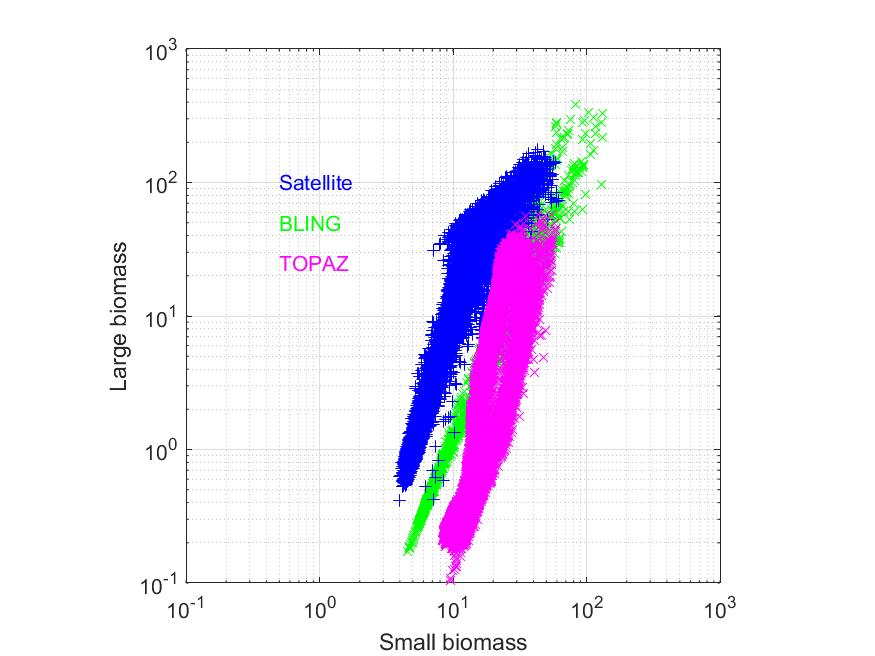 10^3
10^2
10^1
10^0
10^-1
Large biomass
Satellite
BLING
TOPAZ
10^-1 10^0 10^1 10^2 10^3
Small biomass